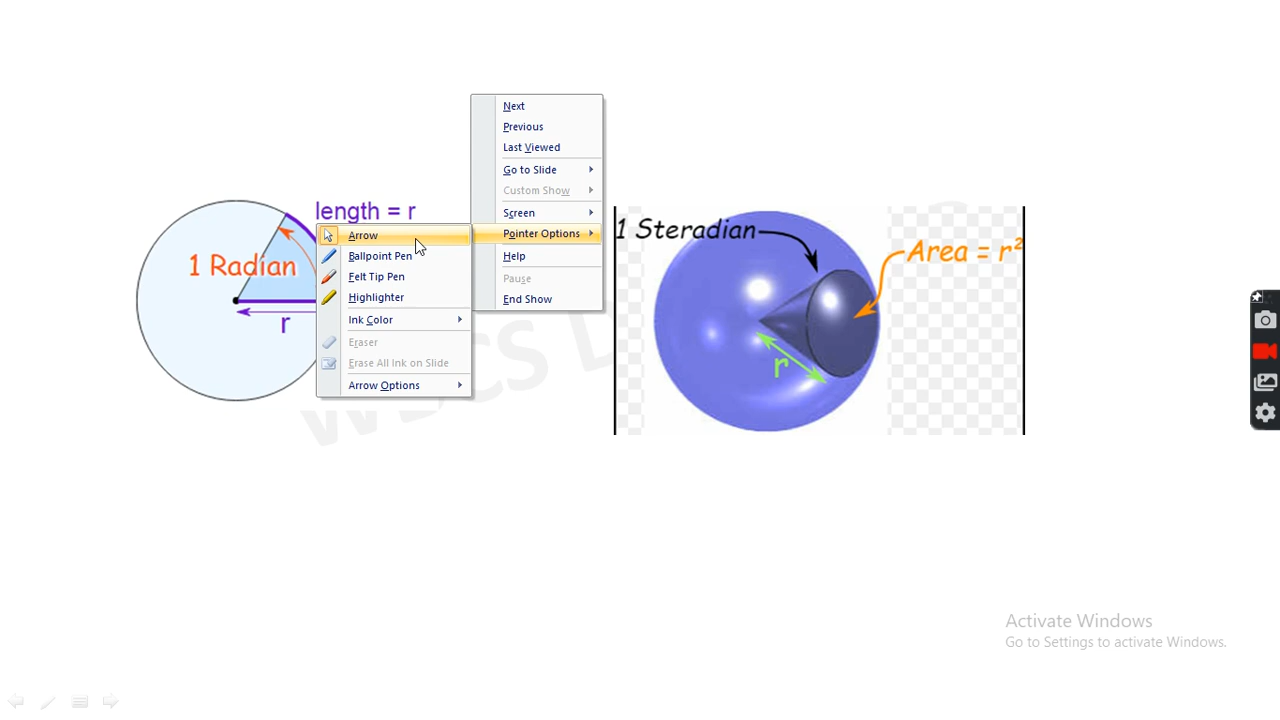 Next
Previous
Last Viewed
Go to Slide
Custom Show
Screen
Pointer Options
Help
Pause
End Show
length = r
1 Radian
r
Arrow
Ballpoint Pen
Felt Tip Pen
Highlighter
Ink Color
Eraser
Erase All Ink on Slide
Arrow Options
1 Steradian
Area = r²
r
Activate Windows
Go to Settings to activate Windows.